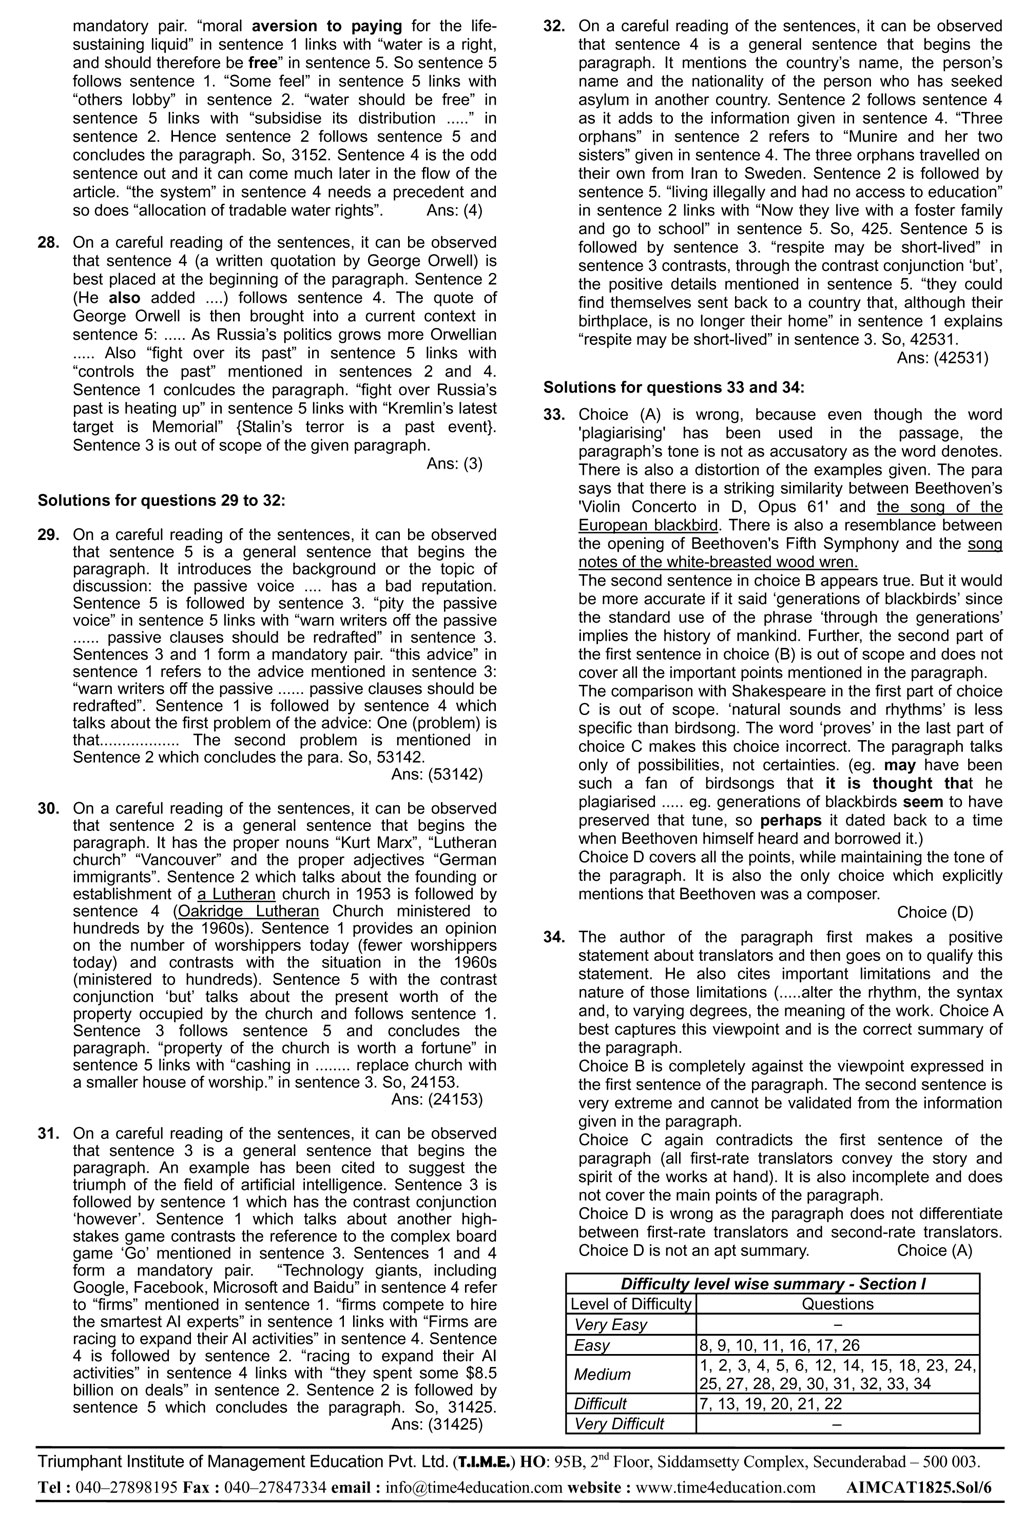 mandatory pair. “moral aversion to paying for the life-
sustaining liquid” in sentence 1 links with “water is a right,
and should therefore be free” in sentence 5. So sentence 5
follows sentence 1. “Some feel” in sentence 5 links with
“others lobby” in sentence 2. “water should be free” in
sentence 5 links with “subsidise its distribution .....” in
sentence 2. Hence sentence 2 follows sentence 5 and
concludes the paragraph. So, 3152. Sentence 4 is the odd
sentence out and it can come much later in the flow of the
article. “the system” in sentence 4 needs a precedent and
so does “allocation of tradable water rights”. Ans: (4)
28. On a careful reading of the sentences, it can be observed
that sentence 4 (a written quotation by George Orwell) is
best placed at the beginning of the paragraph. Sentence 2
(He also added ....) follows sentence 4. The quote of
George Orwell is then brought into a current context in
sentence 5: ..... As Russia’s politics grows more Orwellian
..... Also “fight over its past” in sentence 5 links with
“controls the past” mentioned in sentences 2 and 4.
Sentence 1 conlcudes the paragraph. “fight over Russia’s
past is heating up” in sentence 5 links with “Kremlin’s latest
target is Memorial” {Stalin’s terror is a past event}.
Sentence 3 is out of scope of the given paragraph.
Ans: (3)
Solutions for questions 29 to 32:
29. On a careful reading of the sentences, it can be observed
that sentence 5 is a general sentence that begins the
paragraph. It introduces the background or the topic of
discussion: the passive voice .... has a bad reputation.
Sentence 5 is followed by sentence 3. “pity the passive
voice” in sentence 5 links with “warn writers off the passive
...... passive clauses should be redrafted” in sentence 3.
Sentences 3 and 1 form a mandatory pair. “this advice” in
sentence 1 refers to the advice mentioned in sentence 3:
“warn writers off the passive ...... passive clauses should be
redrafted”. Sentence 1 is followed by sentence 4 which
talks about the first problem of the advice: One (problem) is
that.................. The second problem is mentioned in
Sentence 2 which concludes the para. So, 53142.
Ans: (53142)
30. On a careful reading of the sentences, it can be observed
that sentence 2 is a general sentence that begins the
paragraph. It has the proper nouns “Kurt Marx”, “Lutheran
church” “Vancouver” and the proper adjectives “German
immigrants”. Sentence 2 which talks about the founding or
establishment of a Lutheran church in 1953 is followed by
sentence 4 (Oakridge Lutheran Church ministered to
hundreds by the 1960s). Sentence 1 provides an opinion
on the number of worshippers today (fewer worshippers
today) and contrasts with the situation in the 1960s
(ministered to hundreds). Sentence 5 with the contrast
conjunction ‘but’ talks about the present worth of the
property occupied by the church and follows sentence 1.
Sentence 3 follows sentence 5 and concludes the
paragraph. “property of the church is worth a fortune” in
sentence 5 links with “cashing in ........ replace church with
a smaller house of worship.” in sentence 3. So, 24153.
Ans: (24153)
31. On a careful reading of the sentences, it can be observed
that sentence 3 is a general sentence that begins the
paragraph. An example has been cited to suggest the
triumph of the field of artificial intelligence. Sentence 3 is
followed by sentence 1 which has the contrast conjunction
‘however’. Sentence 1 which talks about another high-
stakes game contrasts the reference to the complex board
game ‘Go’ mentioned in sentence 3. Sentences 1 and 4
form a mandatory pair. “Technology giants, including
Google, Facebook, Microsoft and Baidu” in sentence 4 refer
to “firms” mentioned in sentence 1. “firms compete to hire
the smartest AI experts” in sentence 1 links with “Firms are
racing to expand their AI activities” in sentence 4. Sentence
4 is followed by sentence 2. “racing to expand their AI
activities” in sentence 4 links with “they spent some $8.5
billion on deals” in sentence 2. Sentence 2 is followed by
sentence 5 which concludes the paragraph. So, 31425.
Ans: (31425)
32. On a careful reading of the sentences, it can be observed
that sentence 4 is a general sentence that begins the
paragraph. It mentions the country’s name, the person’s
name and the nationality of the person who has seeked
asylum in another country. Sentence 2 follows sentence 4
as it adds to the information given in sentence 4. “Three
orphans” in sentence 2 refers to “Munire and her two
sisters” given in sentence 4. The three orphans travelled on
their own from Iran to Sweden. Sentence 2 is followed by
sentence 5. “living illegally and had no access to education”
in sentence 2 links with “Now they live with a foster family
and go to school” in sentence 5. So, 425. Sentence 5 is
followed by sentence 3. “respite may be short-lived” in
sentence 3 contrasts, through the contrast conjunction ‘but’,
the positive details mentioned in sentence 5. “they could
find themselves sent back to a country that, although their
birthplace, is no longer their home” in sentence 1 explains
“respite may be short-lived” in sentence 3. So, 42531.
Ans: (42531)
Solutions for questions 33 and 34:
33. Choice (A) is wrong, because even though the word
'plagiarising' has been used in the passage, the
paragraph’s tone is not as accusatory as the word denotes.
There is also a distortion of the examples given. The para
says that there is a striking similarity between Beethoven’s
'Violin Concerto in D, Opus 61' and the song of the
European blackbird. There is also a resemblance between
the opening of Beethoven's Fifth Symphony and the song
notes of the white-breasted wood wren.
The second sentence in choice B appears true. But it would
be more accurate if it said ‘generations of blackbirds’ since
the standard use of the phrase ‘through the generations’
implies the history of mankind. Further, the second part of
the first sentence in choice (B) is out of scope and does not
cover all the important points mentioned in the paragraph.
The comparison with Shakespeare in the first part of choice
C is out of scope. ‘natural sounds and rhythms’ is less
specific than birdsong. The word ‘proves’ in the last part of
choice C makes this choice incorrect. The paragraph talks
only of possibilities, not certainties. (eg. may have been
such a fan of birdsongs that it is thought that he
plagiarised ..... eg. generations of blackbirds seem to have
preserved that tune, so perhaps it dated back to a time
when Beethoven himself heard and borrowed it.)
Choice D covers all the points, while maintaining the tone of
the paragraph. It is also the only choice which explicitly
mentions that Beethoven was a composer.
Choice (D)
34. The author of the paragraph first makes a positive
statement about translators and then goes on to qualify this
statement. He also cites important limitations and the
nature of those limitations (.....alter the rhythm, the syntax
and, to varying degrees, the meaning of the work. Choice A
best captures this viewpoint and is the correct summary of
the paragraph.
Choice B is completely against the viewpoint expressed in
the first sentence of the paragraph. The second sentence is
very extreme and cannot be validated from the information
given in the paragraph.
Choice C again contradicts the first sentence of the
paragraph (all first-rate translators convey the story and
spirit of the works at hand). It is also incomplete and does
not cover the main points of the paragraph.
Choice D is wrong as the paragraph does not differentiate
between first-rate translators and second-rate translators.
Choice D is not an apt summary. Choice (A)
Difficulty level wise summary - Section I
Level of Difficulty Questions
Very Easy –
Easy 8, 9, 10, 11, 16, 17, 26
Medium 1, 2, 3, 4, 5, 6, 12, 14, 15, 18, 23, 24,
25, 27, 28, 29, 30, 31, 32, 33, 34
Difficult 7, 13, 19, 20, 21, 22
Very Difficult –
Triumphant Institute of Management Education Pvt. Ltd. (T.I.M.E.) HO: 95B, 2nd Floor, Siddamsetty Complex, Secunderabad – 500 003.
Tel : 040–27898195 Fax : 040–27847334 email : info@time4education.com website : www.time4education.com AIMCAT1825.Sol/6